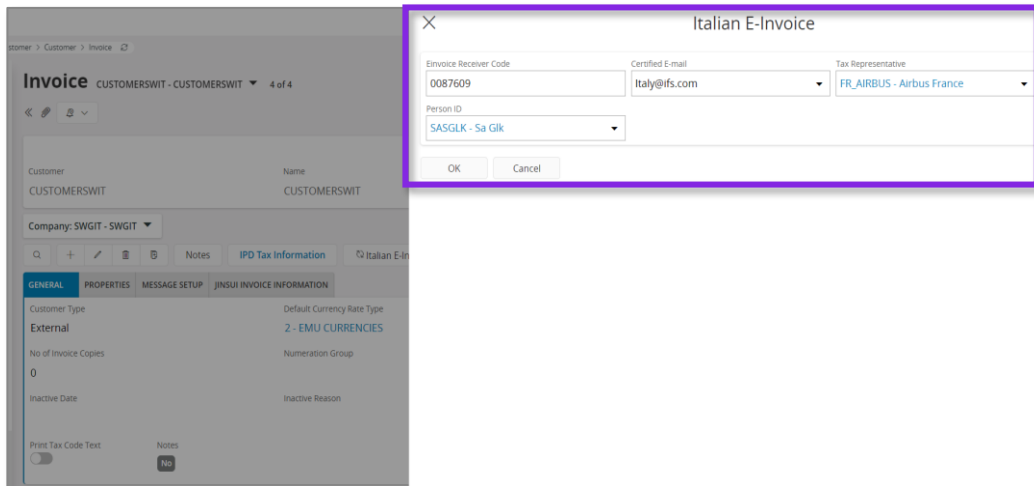 stomer > Customer > Invoice
Invoice CUSTOMERSWIT - CUSTOMERSWIT 4 of 4
Customer Name
CUSTOMERSWIT CUSTOMERSWIT
Company: SWGIT - SWGIT
Notes IPD Tax Information Italian E-In
GENERAL PROPERTIES MESSAGE SETUP JINSUI INVOICE INFORMATION
Customer Type Default Currency Rate Type
External 2 - EMU CURRENCIES
No of Invoice Copies Numeration Group
0
Inactive Date Inactive Reason
Print Tax Code Text Notes
No
Italian E-Invoice
Einvoice Receiver Code Certified E-mail Tax Representative
0087609 Italy@ifs.com FR_AIRBUS - Airbus France
Person ID
SASGLK - Sa Glk
OK Cancel